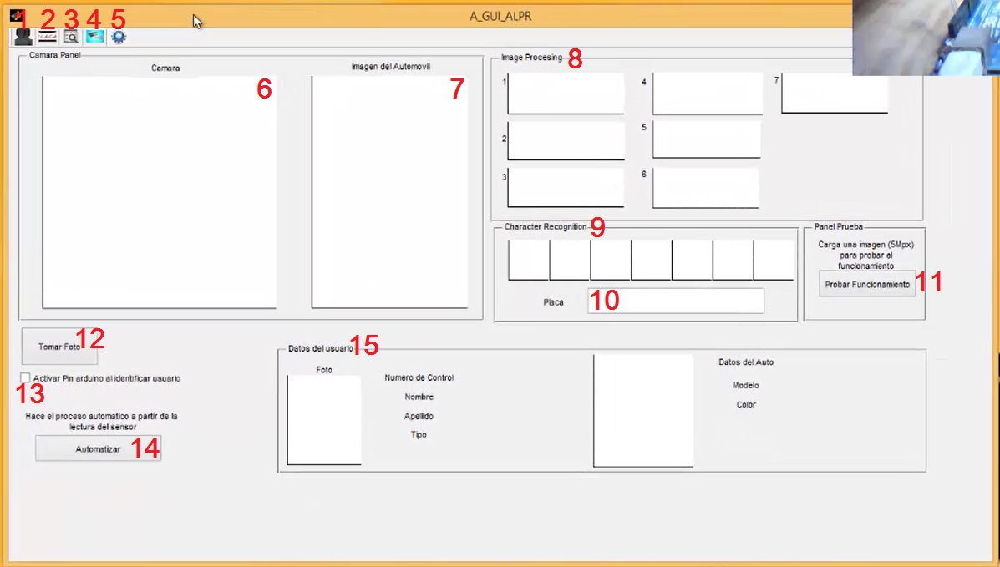 A_GUI_ALPR
1 2 3 4 5
Camara Panel
Camara
Imagen del Automovil
6
7
Image Procesing 8
1
4
7
2
5
3
6
Character Recognition 9
Placa
10
Panel Prueba
Carga una imagen (5Mpx)
para probar el
funcionamiento
Probar Funcionamiento
11
Tomar Foto
12
Activar Pin arduino al identificar usuario
13
Hace el proceso automatico a partir de la
lectura del sensor
Automatizar
14
Datos del usuario 15
Foto
Numero de Control
Nombre
Apellido
Tipo
Datos del Auto
Modelo
Color